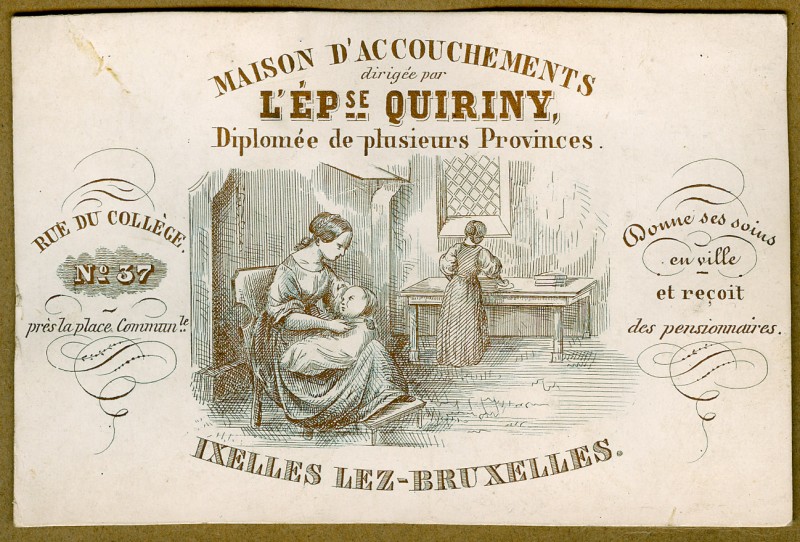 MAISON D'ACCOUCHEMENTS
dirigée par
L'ÉPSE QUIRINY,
Diplomée de plusieurs Provinces.
RUE DU COLLÈGE.
No 37
près la place Communle
Donne ses soins
en ville
et reçoit
des pensionnaires.
IXELLES LEZ-BRUXELLES.